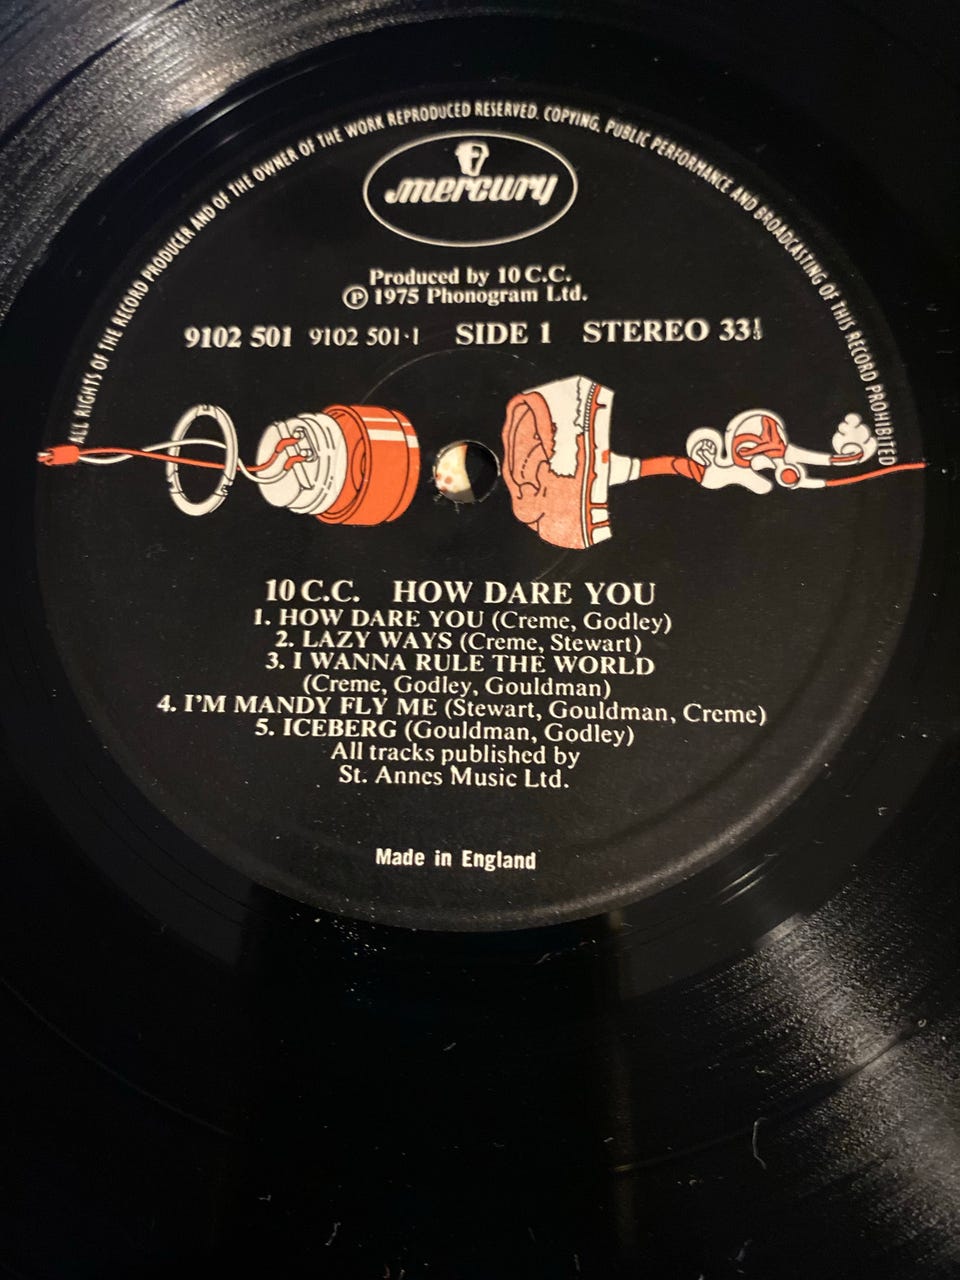 ALL RIGHTS OF THE RECORD PRODUCER AND OF THE OWNER OF THE WORK REPRODUCED RESERVED. COPYING, PUBLIC PERFORMANCE AND BROADCASTING OF THIS RECORD PROHIBITED
mercury
Produced by 10 C.C.
℗ 1975 Phonogram Ltd.
9102 501 9102 501·1 SIDE 1 STEREO 33⅓
10 C.C. HOW DARE YOU
1. HOW DARE YOU (Creme, Godley)
2. LAZY WAYS (Creme, Stewart)
3. I WANNA RULE THE WORLD
(Creme, Godley, Gouldman)
4. I'M MANDY FLY ME (Stewart, Gouldman, Creme)
5. ICEBERG (Gouldman, Godley)
All tracks published by
St. Annes Music Ltd.
Made in England